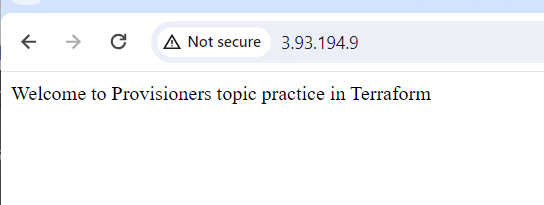 Not secure 3.93.194.9
Welcome to Provisioners topic practice in Terraform